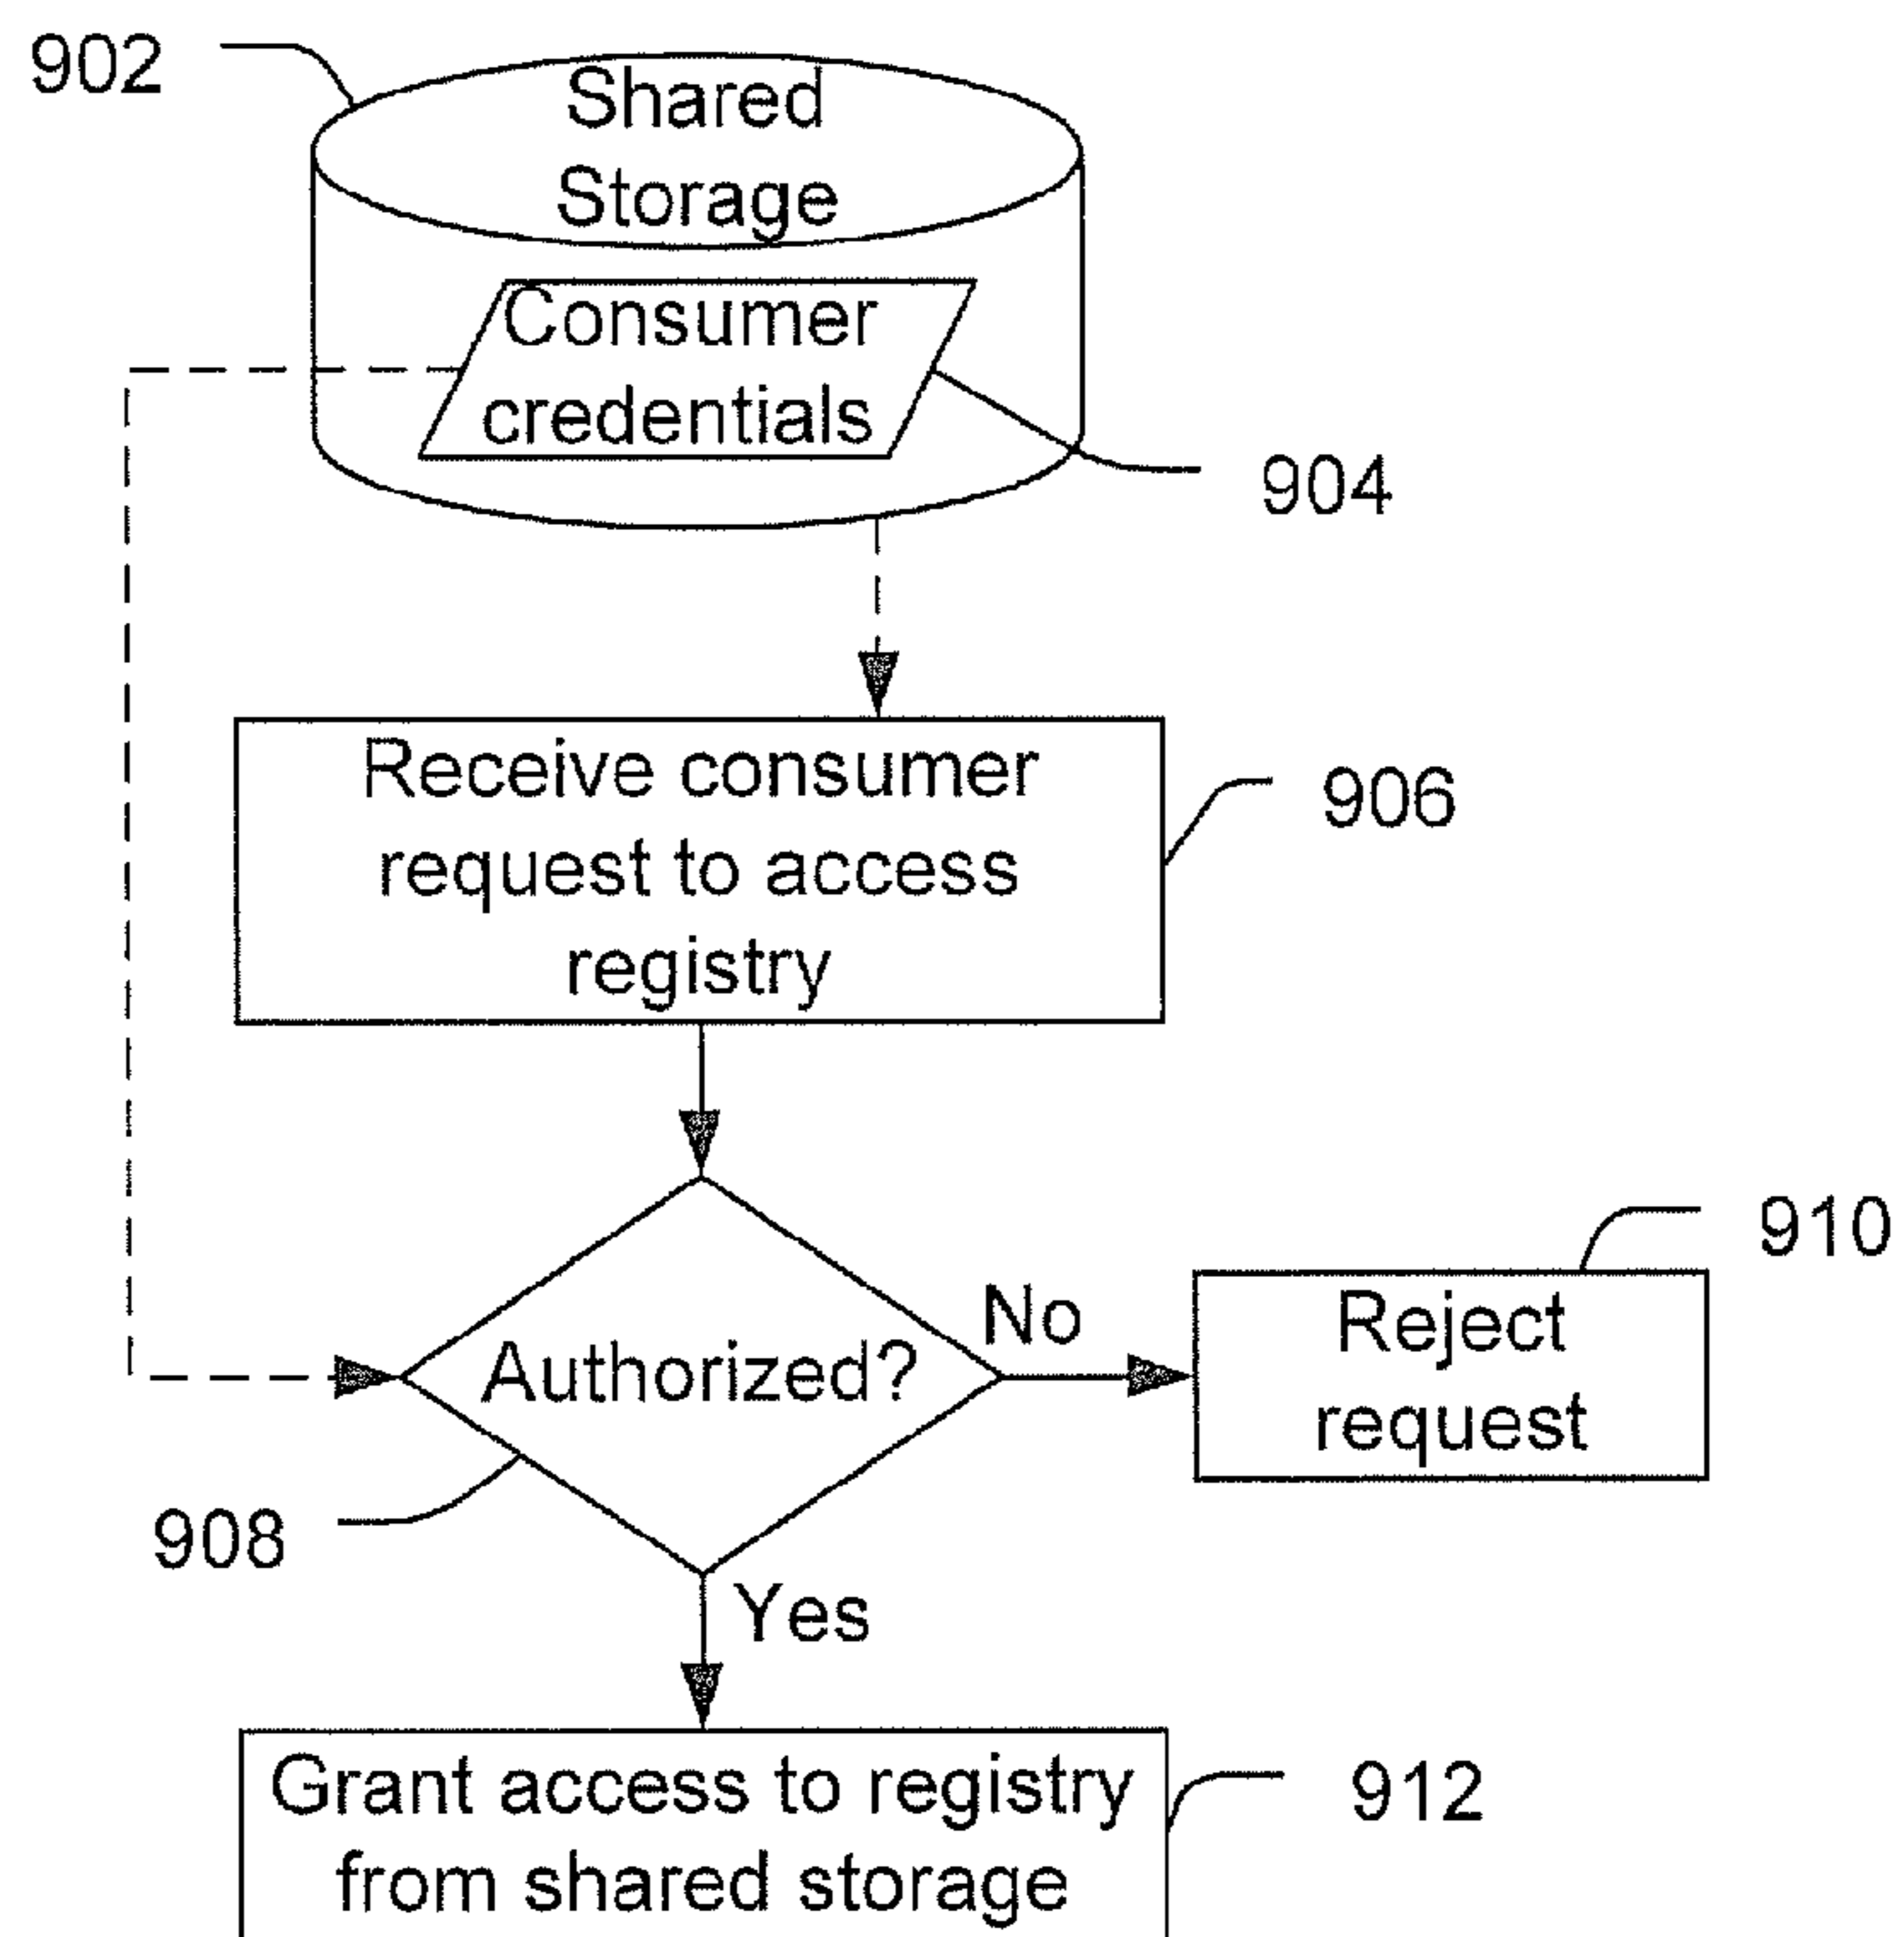 902
Shared
Storage
Consumer
credentials
904
Receive consumer
request to access
registry
906
910
No
Reject
request
Authorized?
908
Yes
Grant access to registry
from shared storage
912